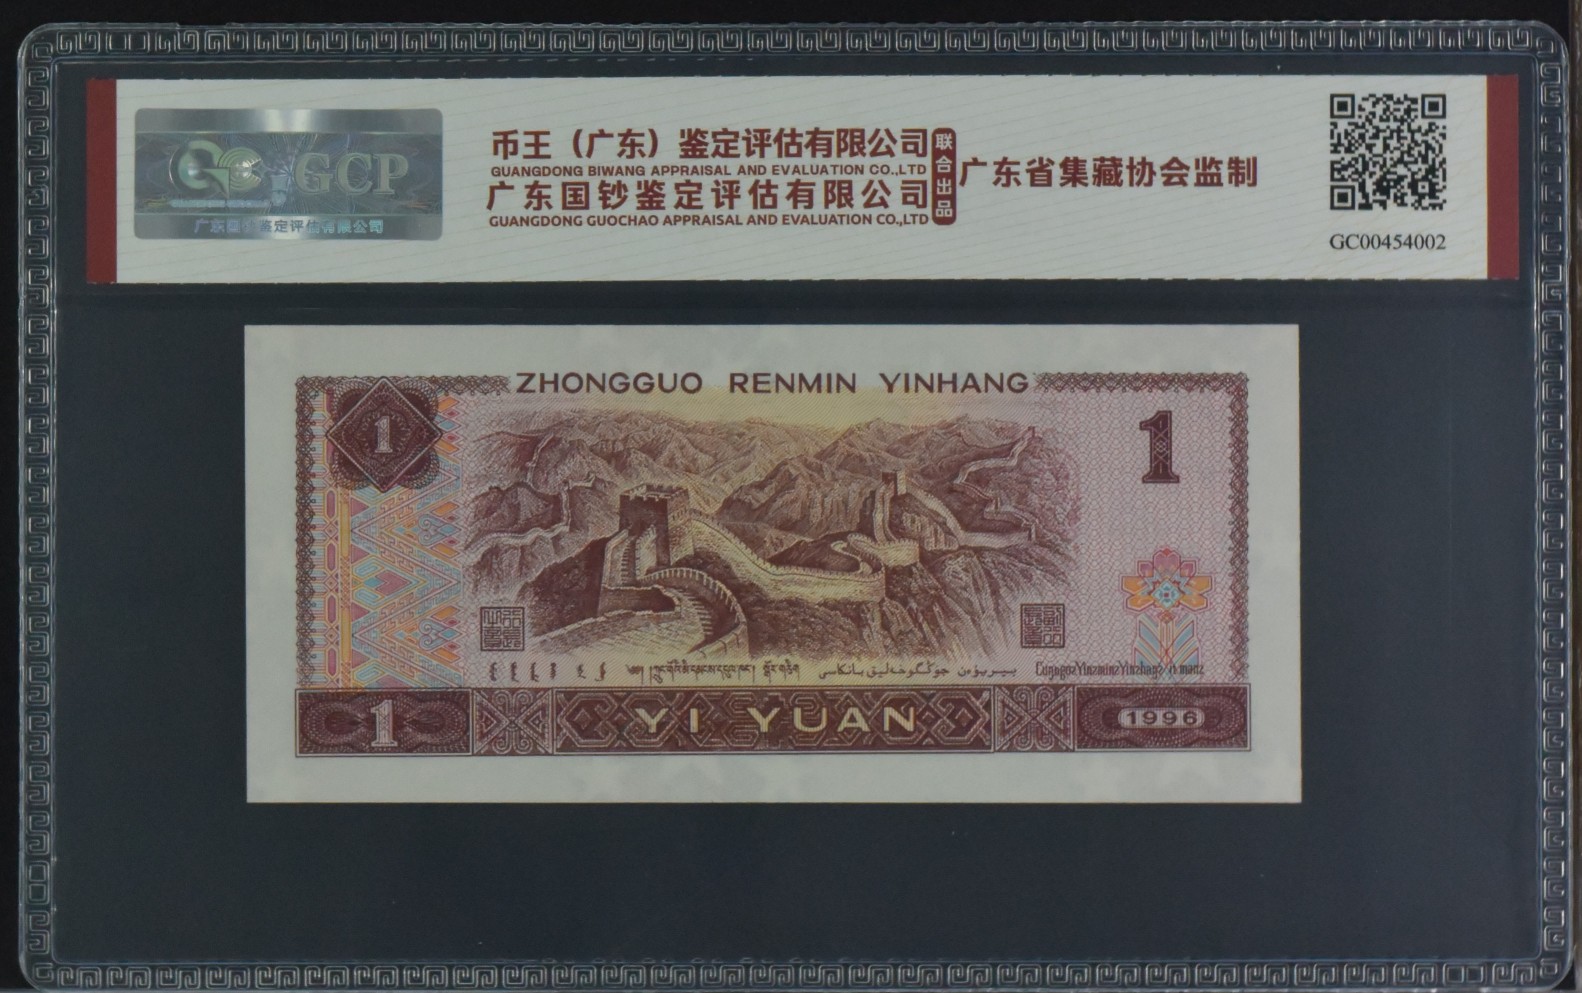 GCP
广东国钞鉴定评估有限公司
币王（广东）鉴定评估有限公司
GUANGDONG BIWANG APPRAISAL AND EVALUATION CO.,LTD
广东国钞鉴定评估有限公司
GUANGDONG GUOCHAO APPRAISAL AND EVALUATION CO.,LTD
联合出品
广东省集藏协会监制
GC00454002
ZHONGGUO RENMIN YINHANG
1
1
1
YI YUAN
1996